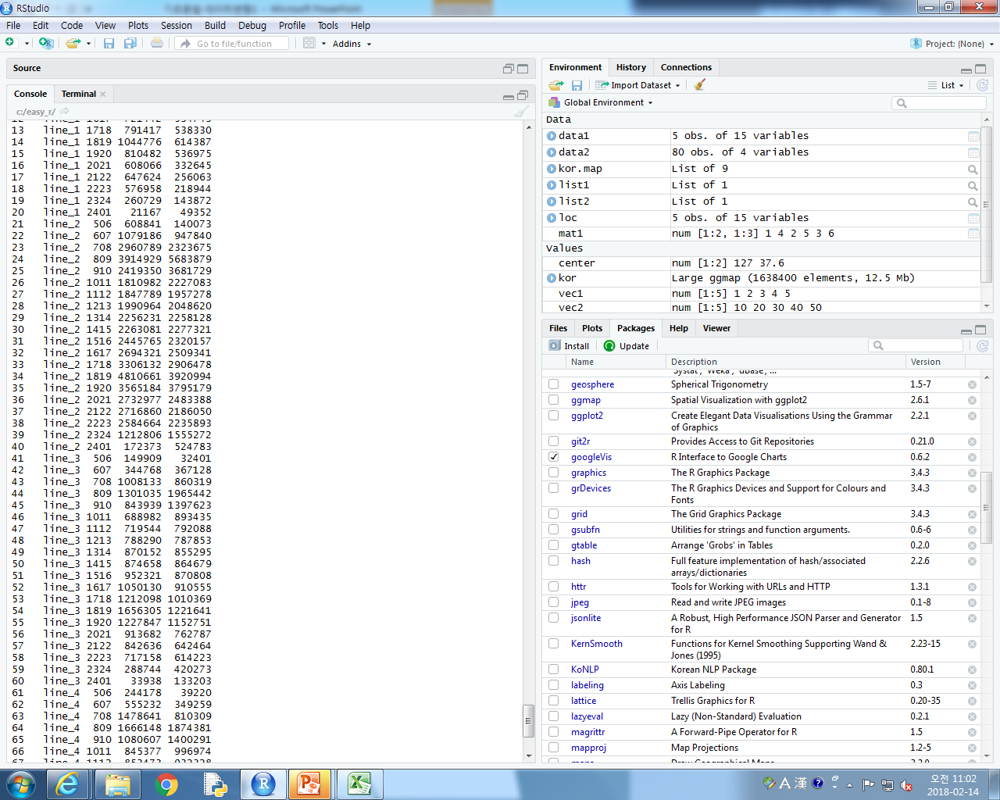 RStudio
File Edit Code View Plots Session Build Debug Profile Tools Help
Go to file/function
Addins
Project: (None)
Source
Console Terminal
c:/easy_r/
13 line_1 1718 791417 538330
14 line_1 1819 1044776 614387
15 line_1 1920 810482 536975
16 line_1 2021 608066 332645
17 line_1 2122 647624 256063
18 line_1 2223 576958 218944
19 line_1 2324 260729 143872
20 line_1 2401 21167 49352
21 line_2 506 608841 140073
22 line_2 607 1079186 947840
23 line_2 708 2960789 2323675
24 line_2 809 3914929 5683879
25 line_2 910 2419350 3681729
26 line_2 1011 1810982 2227083
27 line_2 1112 1847789 1957278
28 line_2 1213 1990964 2048620
29 line_2 1314 2256231 2258128
30 line_2 1415 2263081 2277321
31 line_2 1516 2445765 2320157
32 line_2 1617 2694321 2509341
33 line_2 1718 3306132 2906478
34 line_2 1819 4810661 3920994
35 line_2 1920 3565184 3795179
36 line_2 2021 2732977 2483388
37 line_2 2122 2716860 2186050
38 line_2 2223 2584664 2235893
39 line_2 2324 1212806 1555272
40 line_2 2401 172373 524783
41 line_3 506 149909 32401
42 line_3 607 344768 367128
43 line_3 708 1008133 860319
44 line_3 809 1301035 1965442
45 line_3 910 843939 1397623
46 line_3 1011 688982 893435
47 line_3 1112 719544 792088
48 line_3 1213 788290 787853
49 line_3 1314 870152 855295
50 line_3 1415 874658 864679
51 line_3 1516 952321 870808
52 line_3 1617 1050130 910555
53 line_3 1718 1212098 1010369
54 line_3 1819 1656305 1221641
55 line_3 1920 1227847 1152751
56 line_3 2021 913682 762787
57 line_3 2122 842636 642464
58 line_3 2223 717158 614223
59 line_3 2324 288744 420273
60 line_3 2401 33938 133203
61 line_4 506 244178 39220
62 line_4 607 555232 349259
63 line_4 708 1478641 810309
64 line_4 809 1666148 1874381
65 line_4 910 1080607 1400291
66 line_4 1011 845377 996974
Environment History Connections
Import Dataset
List
Global Environment
Data
data1 5 obs. of 15 variables
data2 80 obs. of 4 variables
kor.map List of 9
list1 List of 1
list2 List of 1
loc 5 obs. of 15 variables
mat1 num [1:2, 1:3] 1 4 2 5 3 6
Values
center num [1:2] 127 37.6
kor Large ggmap (1638400 elements, 12.5 Mb)
vec1 num [1:5] 1 2 3 4 5
vec2 num [1:5] 10 20 30 40 50
Files Plots Packages Help Viewer
Install Update
Name Description Version
geosphere Spherical Trigonometry 1.5-7
ggmap Spatial Visualization with ggplot2 2.6.1
ggplot2 Create Elegant Data Visualisations Using the Grammar 2.2.1
of Graphics
git2r Provides Access to Git Repositories 0.21.0
googleVis R Interface to Google Charts 0.6.2
graphics The R Graphics Package 3.4.3
grDevices The R Graphics Devices and Support for Colours and 3.4.3
Fonts
grid The Grid Graphics Package 3.4.3
gsubfn Utilities for strings and function arguments. 0.6-6
gtable Arrange 'Grobs' in Tables 0.2.0
hash Full feature implementation of hash/associated 2.2.6
arrays/dictionaries
httr Tools for Working with URLs and HTTP 1.3.1
jpeg Read and write JPEG images 0.1-8
jsonlite A Robust, High Performance JSON Parser and Generator 1.5
for R
KernSmooth Functions for Kernel Smoothing Supporting Wand & 2.23-15
Jones (1995)
KoNLP Korean NLP Package 0.80.1
labeling Axis Labeling 0.3
lattice Trellis Graphics for R 0.20-35
lazyeval Lazy (Non-Standard) Evaluation 0.2.1
magrittr A Forward-Pipe Operator for R 1.5
mapproj Map Projections 1.2-5
A 漢
오전 11:02
2018-02-14